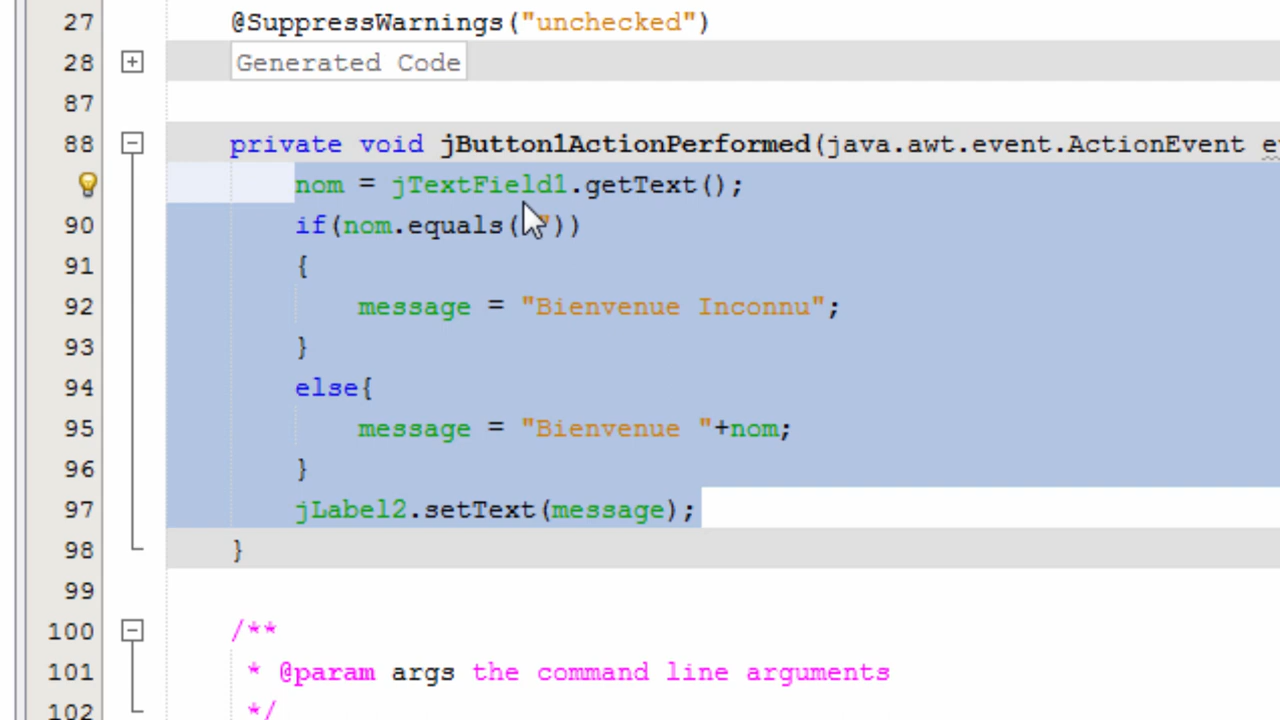 27 @SuppressWarnings("unchecked")
28 Generated Code
87
88 private void jButton1ActionPerformed(java.awt.event.ActionEvent
nom = jTextField1.getText();
90 if(nom.equals(""))
91 {
92 message = "Bienvenue Inconnu";
93 }
94 else{
95 message = "Bienvenue "+nom;
96 }
97 jLabel2.setText(message);
98 }
99
100 /**
101 * @param args the command line arguments
102 */